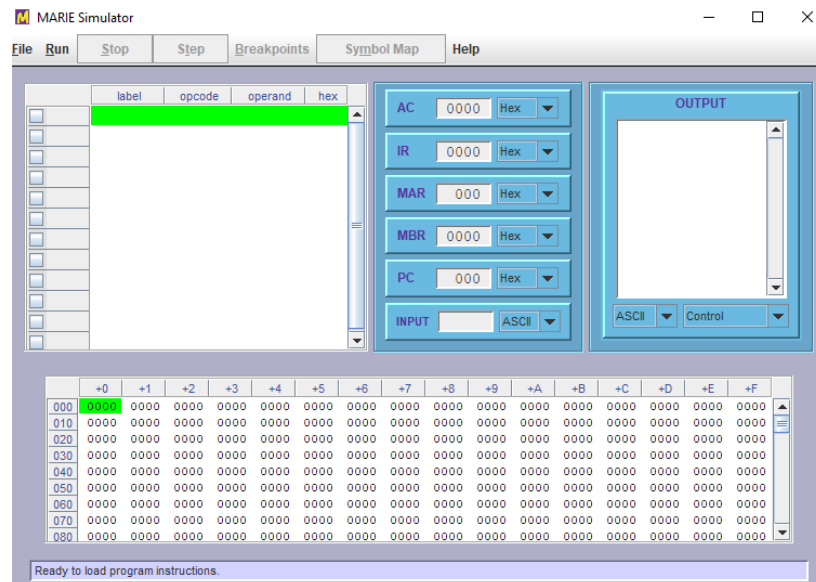 M MARIE Simulator
File Run Stop Step Breakpoints Symbol Map Help
label opcode operand hex
AC 0000 Hex
IR 0000 Hex
MAR 000 Hex
MBR 0000 Hex
PC 000 Hex
INPUT ASCII
OUTPUT
ASCII Control
+0 +1 +2 +3 +4 +5 +6 +7 +8 +9 +A +B +C +D +E +F
000 0000 0000 0000 0000 0000 0000 0000 0000 0000 0000 0000 0000 0000 0000 0000 0000
010 0000 0000 0000 0000 0000 0000 0000 0000 0000 0000 0000 0000 0000 0000 0000 0000
020 0000 0000 0000 0000 0000 0000 0000 0000 0000 0000 0000 0000 0000 0000 0000 0000
030 0000 0000 0000 0000 0000 0000 0000 0000 0000 0000 0000 0000 0000 0000 0000 0000
040 0000 0000 0000 0000 0000 0000 0000 0000 0000 0000 0000 0000 0000 0000 0000 0000
050 0000 0000 0000 0000 0000 0000 0000 0000 0000 0000 0000 0000 0000 0000 0000 0000
060 0000 0000 0000 0000 0000 0000 0000 0000 0000 0000 0000 0000 0000 0000 0000 0000
070 0000 0000 0000 0000 0000 0000 0000 0000 0000 0000 0000 0000 0000 0000 0000 0000
080 0000 0000 0000 0000 0000 0000 0000 0000 0000 0000 0000 0000 0000 0000 0000 0000
Ready to load program instructions.